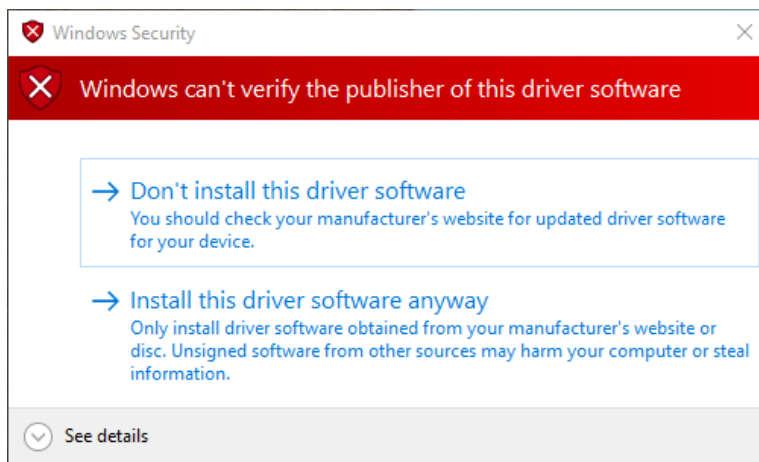 Windows Security
Windows can't verify the publisher of this driver software
Don't install this driver software
You should check your manufacturer's website for updated driver software
for your device.
Install this driver software anyway
Only install driver software obtained from your manufacturer's website or
disc. Unsigned software from other sources may harm your computer or steal
information.
See details